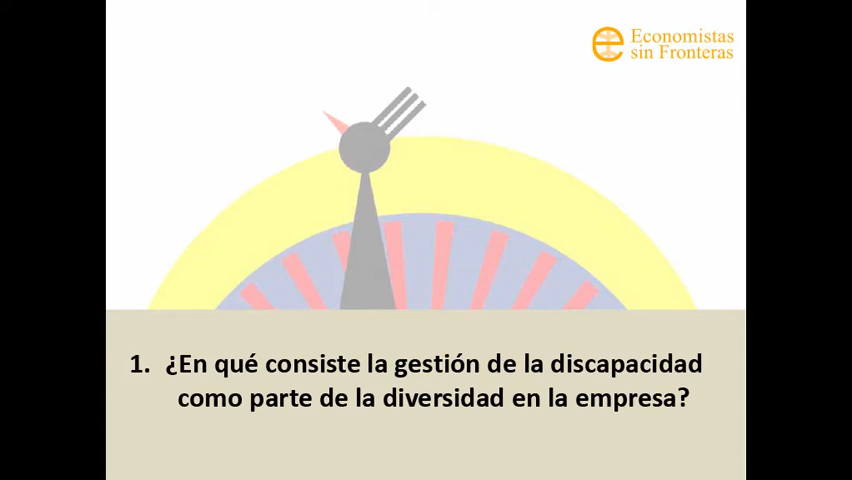 Economistas
sin Fronteras
1. ¿En qué consiste la gestión de la discapacidad
como parte de la diversidad en la empresa?